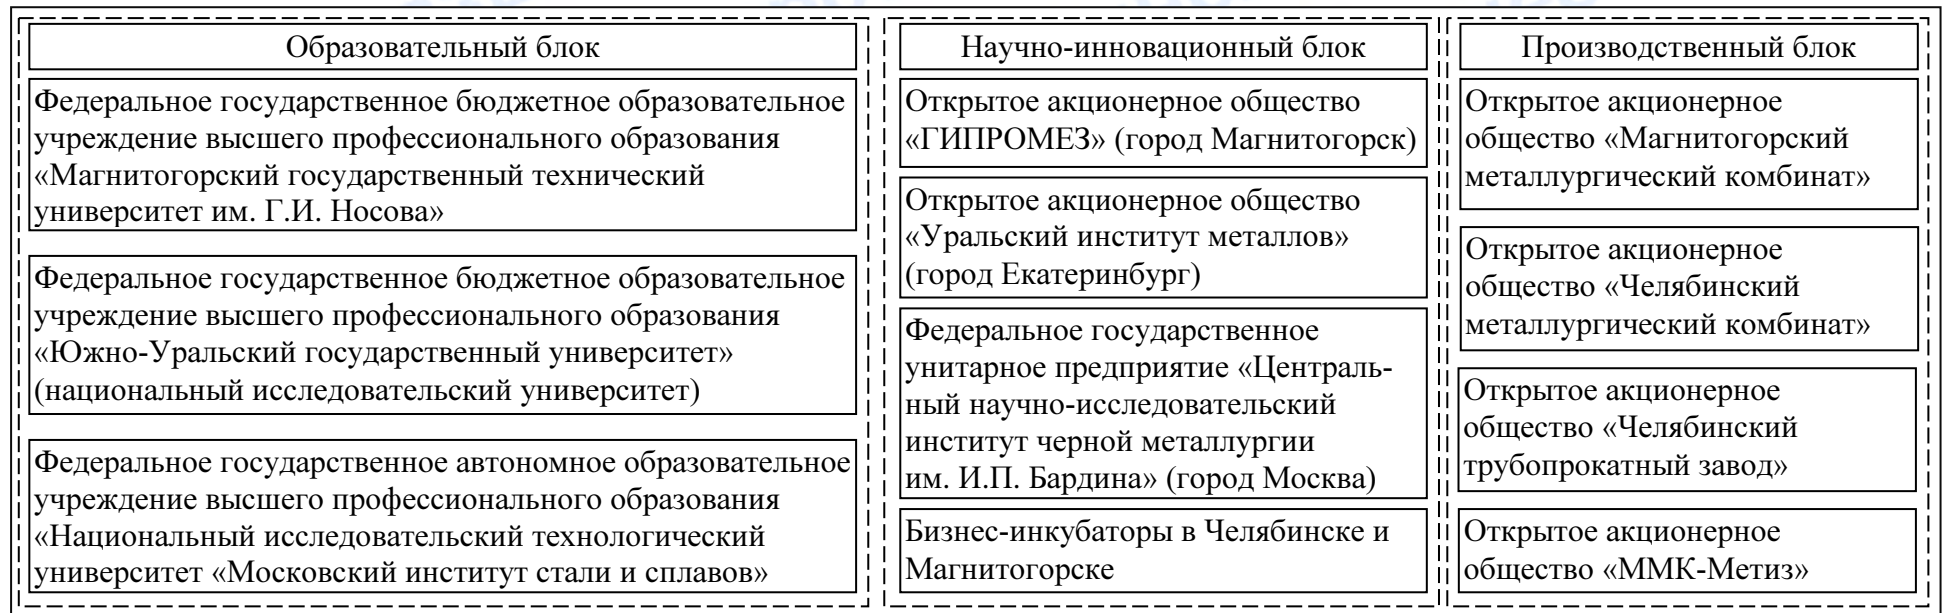 Образовательный блок
Федеральное государственное бюджетное образовательное
учреждение высшего профессионального образования
«Магнитогорский государственный технический
университет им. Г.И. Носова»
Федеральное государственное бюджетное образовательное
учреждение высшего профессионального образования
«Южно-Уральский государственный университет»
(национальный исследовательский университет)
Федеральное государственное автономное образовательное
учреждение высшего профессионального образования
«Национальный исследовательский технологический
университет «Московский институт стали и сплавов»
Научно-инновационный блок
Открытое акционерное общество
«ГИПРОМЕЗ» (город Магнитогорск)
Открытое акционерное общество
«Уральский институт металлов»
(город Екатеринбург)
Федеральное государственное
унитарное предприятие «Централь-
ный научно-исследовательский
институт черной металлургии
им. И.П. Бардина» (город Москва)
Бизнес-инкубаторы в Челябинске и
Магнитогорске
Производственный блок
Открытое акционерное
общество «Магнитогорский
металлургический комбинат»
Открытое акционерное
общество «Челябинский
металлургический комбинат»
Открытое акционерное
общество «Челябинский
трубопрокатный завод»
Открытое акционерное
общество «ММК-Метиз»